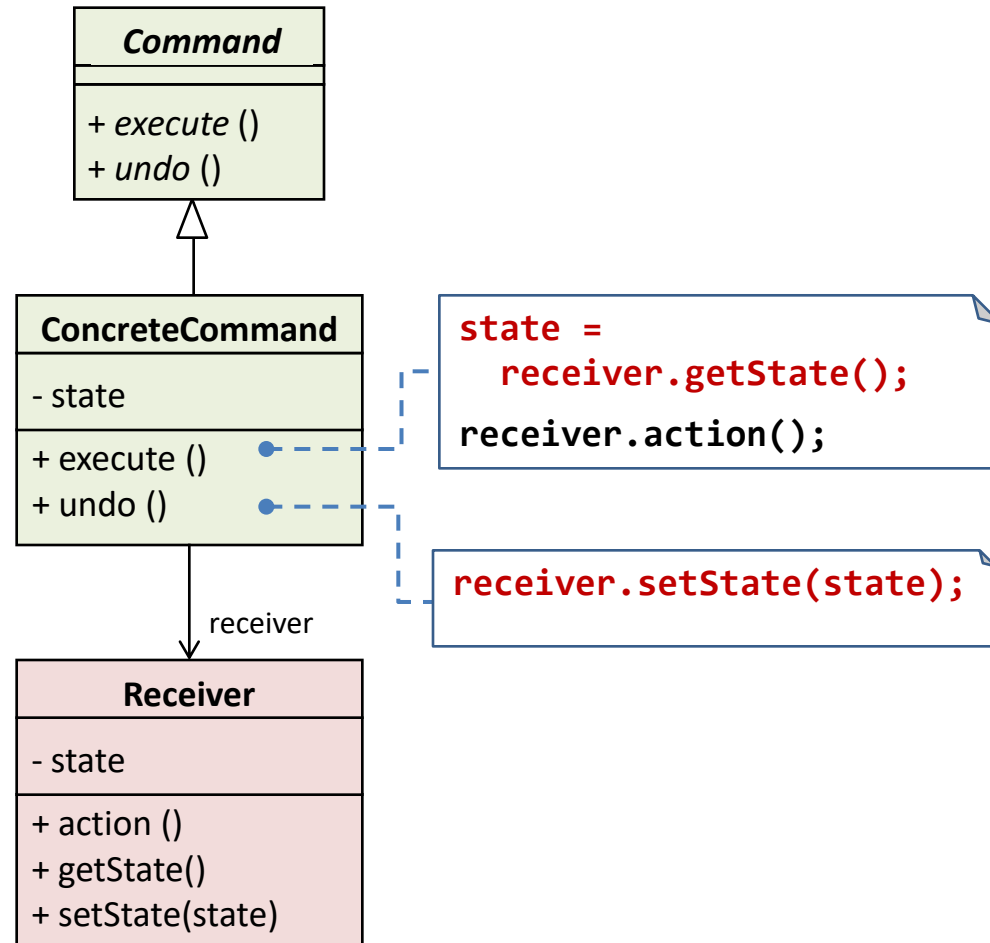 Command
+ execute ()
+ undo ()
ConcreteCommand
- state
+ execute ()
+ undo ()
state =
receiver.getState();
receiver.action();
receiver.setState(state);
receiver
Receiver
- state
+ action ()
+ getState()
+ setState(state)